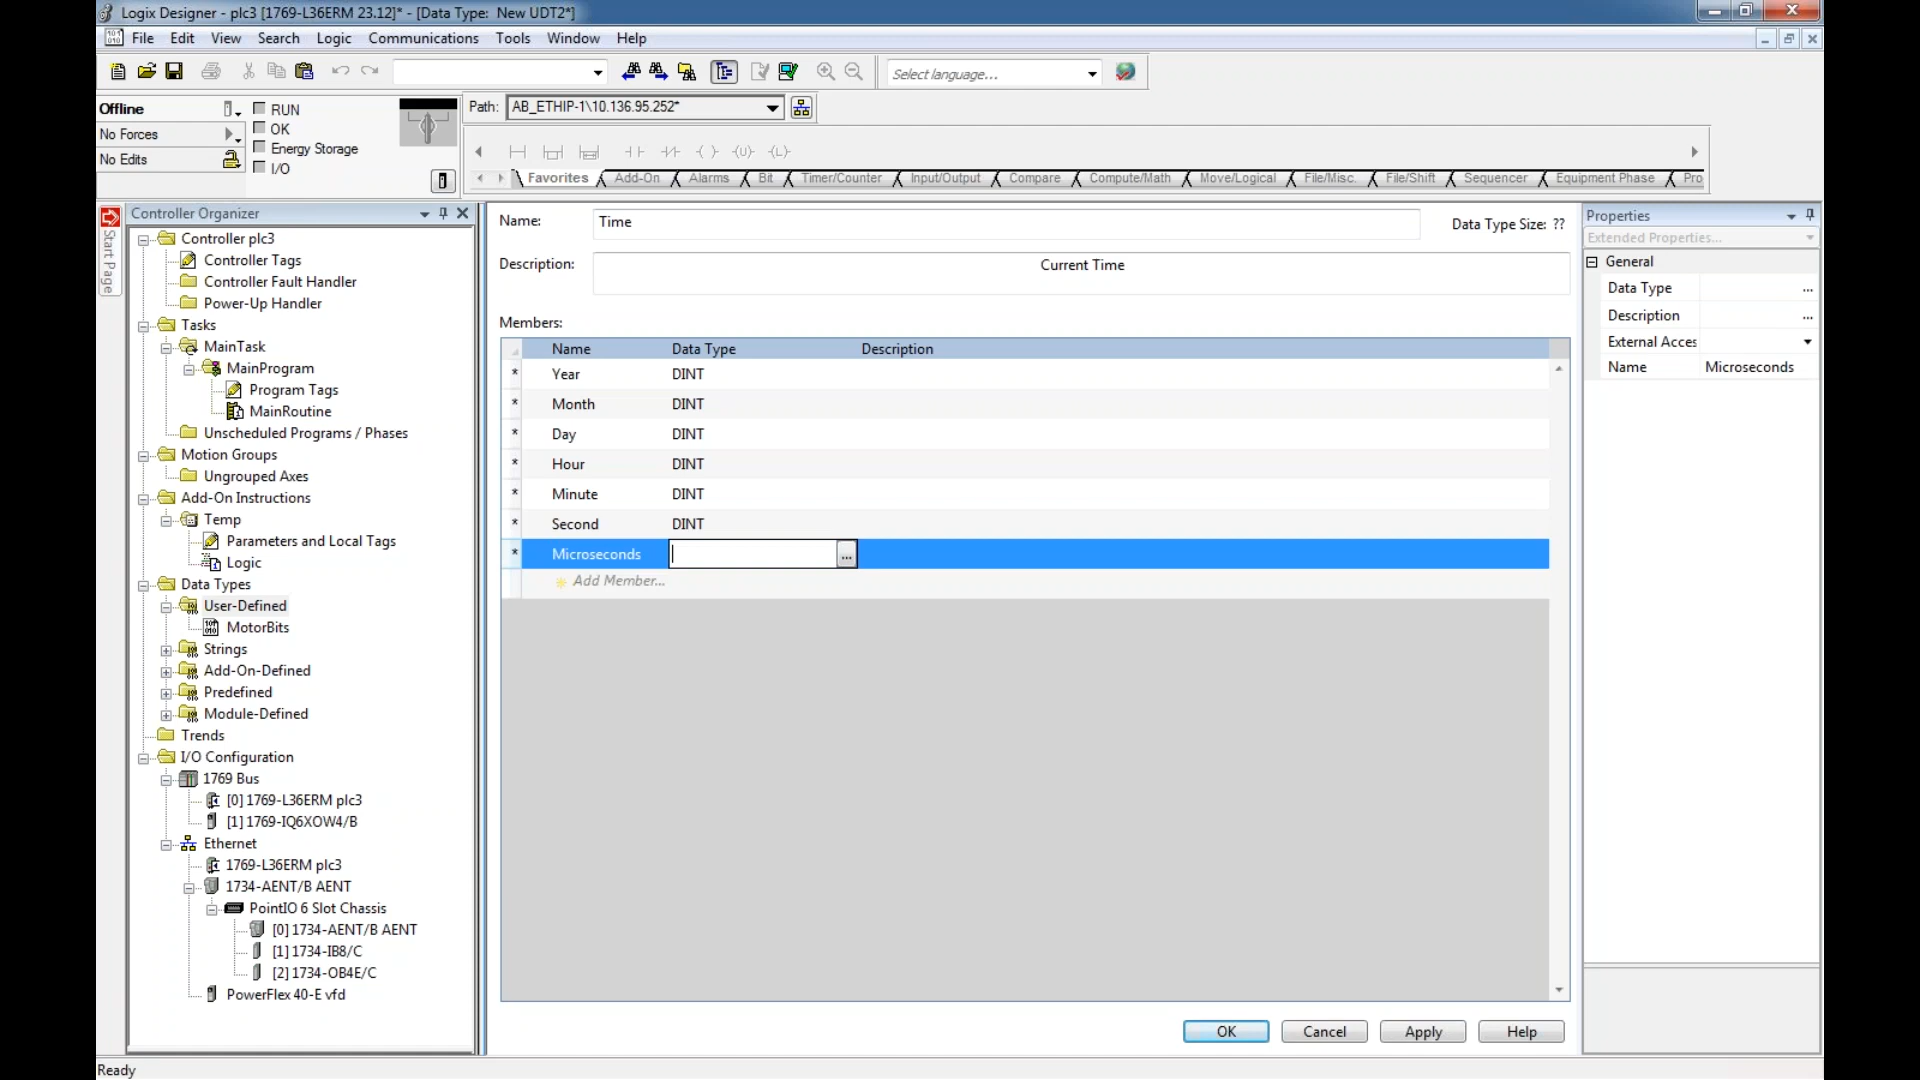 Logix Designer - plc3 [1769-L36ERM 23.12]* - [Data Type:  New UDT2*]
File Edit View Search Logic Communications Tools Window Help
Select language...
Offline
RUN
No Forces
OK
No Edits
Energy Storage
I/O
Path: AB_ETHIP-1\10.136.95.252*
Favorites Add-On Alarms Bit Timer/Counter Input/Output Compare Compute/Math Move/Logical File/Misc. File/Shift Sequencer Equipment Phase Pro
Start Page
Controller Organizer
Controller plc3
Controller Tags
Controller Fault Handler
Power-Up Handler
Tasks
MainTask
MainProgram
Program Tags
MainRoutine
Unscheduled Programs / Phases
Motion Groups
Ungrouped Axes
Add-On Instructions
Temp
Parameters and Local Tags
Logic
Data Types
User-Defined
MotorBits
Strings
Add-On-Defined
Predefined
Module-Defined
Trends
I/O Configuration
1769 Bus
[0] 1769-L36ERM plc3
[1] 1769-IQ6XOW4/B
Ethernet
1769-L36ERM plc3
1734-AENT/B AENT
PointIO 6 Slot Chassis
[0] 1734-AENT/B AENT
[1] 1734-IB8/C
[2] 1734-OB4E/C
PowerFlex 40-E vfd
Name: Time
Data Type Size: ??
Description: Current Time
Members:
Name Data Type Description
* Year DINT
* Month DINT
* Day DINT
* Hour DINT
* Minute DINT
* Second DINT
* Microseconds ...
Add Member...
OK Cancel Apply Help
Properties
Extended Properties...
General
Data Type ...
Description ...
External Acces
Name Microseconds
Ready